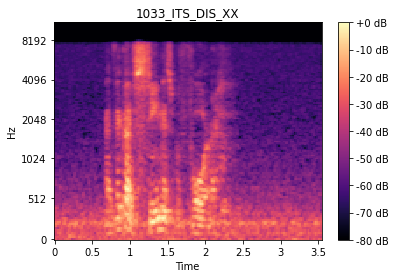 1033_ITS_DIS_XX
+0 dB
8192
-10 dB
4096
-20 dB
-30 dB
2048
Hz
-40 dB
1024
-50 dB
512
-60 dB
-70 dB
0
-80 dB
0 0.5 1 1.5 2 2.5 3 3.5
Time